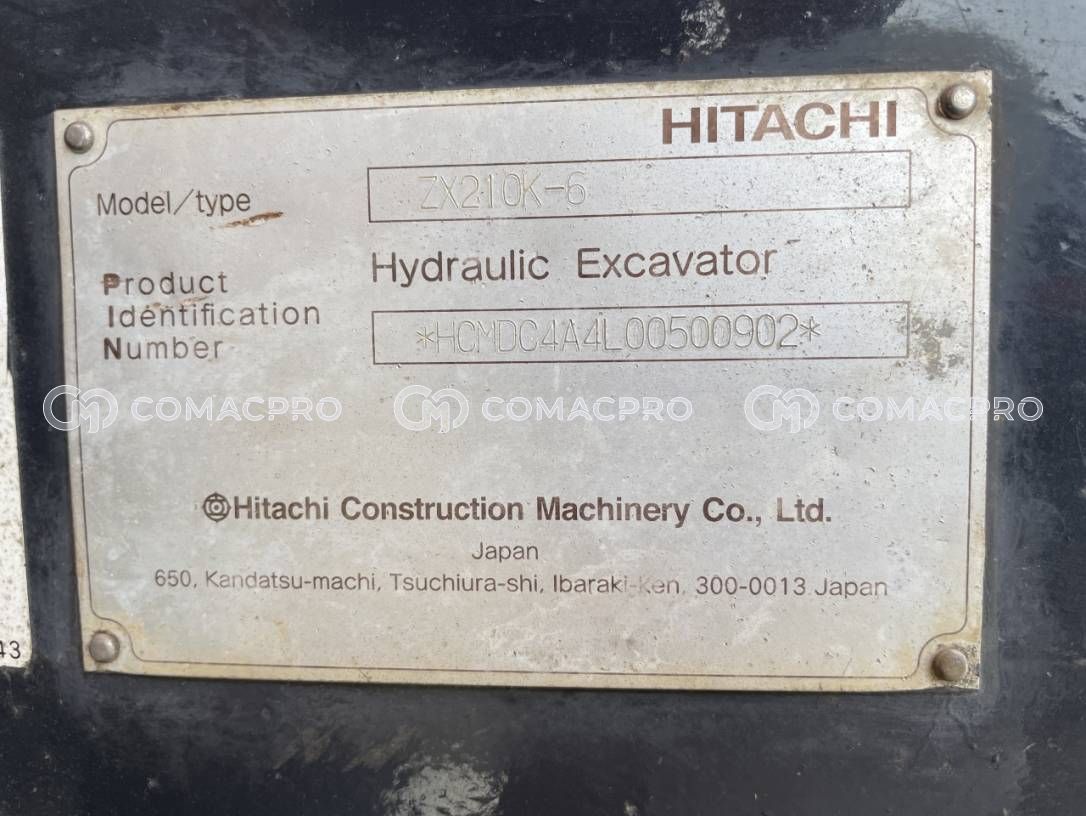 HITACHI
Model/type ZX210K-6
Hydraulic Excavator
Product
Identification
Number
*HCMDC4A4L00500902*
COMACPRO COMACPRO COMACPRO
Hitachi Construction Machinery Co., Ltd.
Japan
650, Kandatsu-machi, Tsuchiura-shi, Ibaraki-Ken, 300-0013 Japan
43